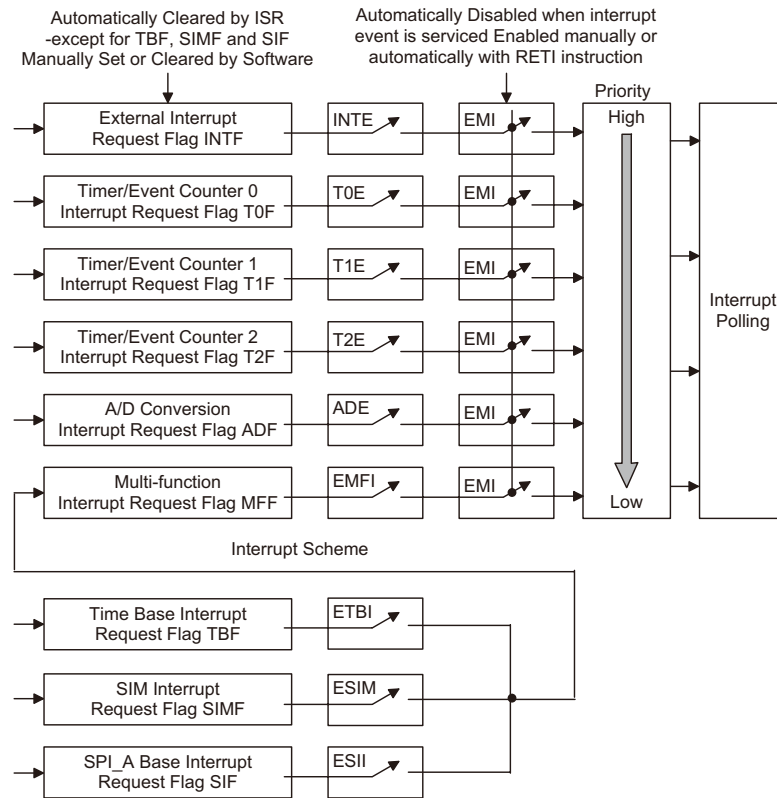 Automatically Cleared by ISR
-except for TBF, SIMF and SIF
Manually Set or Cleared by Software
Automatically Disabled when interrupt
event is serviced Enabled manually or
automatically with RETI instruction
Priority
External Interrupt
Request Flag INTF
INTE
EMI
High
Timer/Event Counter 0
Interrupt Request Flag T0F
T0E
EMI
Timer/Event Counter 1
Interrupt Request Flag T1F
T1E
EMI
Interrupt
Polling
Timer/Event Counter 2
Interrupt Request Flag T2F
T2E
EMI
A/D Conversion
Interrupt Request Flag ADF
ADE
EMI
Multi-function
Interrupt Request Flag MFF
EMFI
EMI
Low
Interrupt Scheme
Time Base Interrupt
Request Flag TBF
ETBI
SIM Interrupt
Request Flag SIMF
ESIM
SPI_A Base Interrupt
Request Flag SIF
ESII